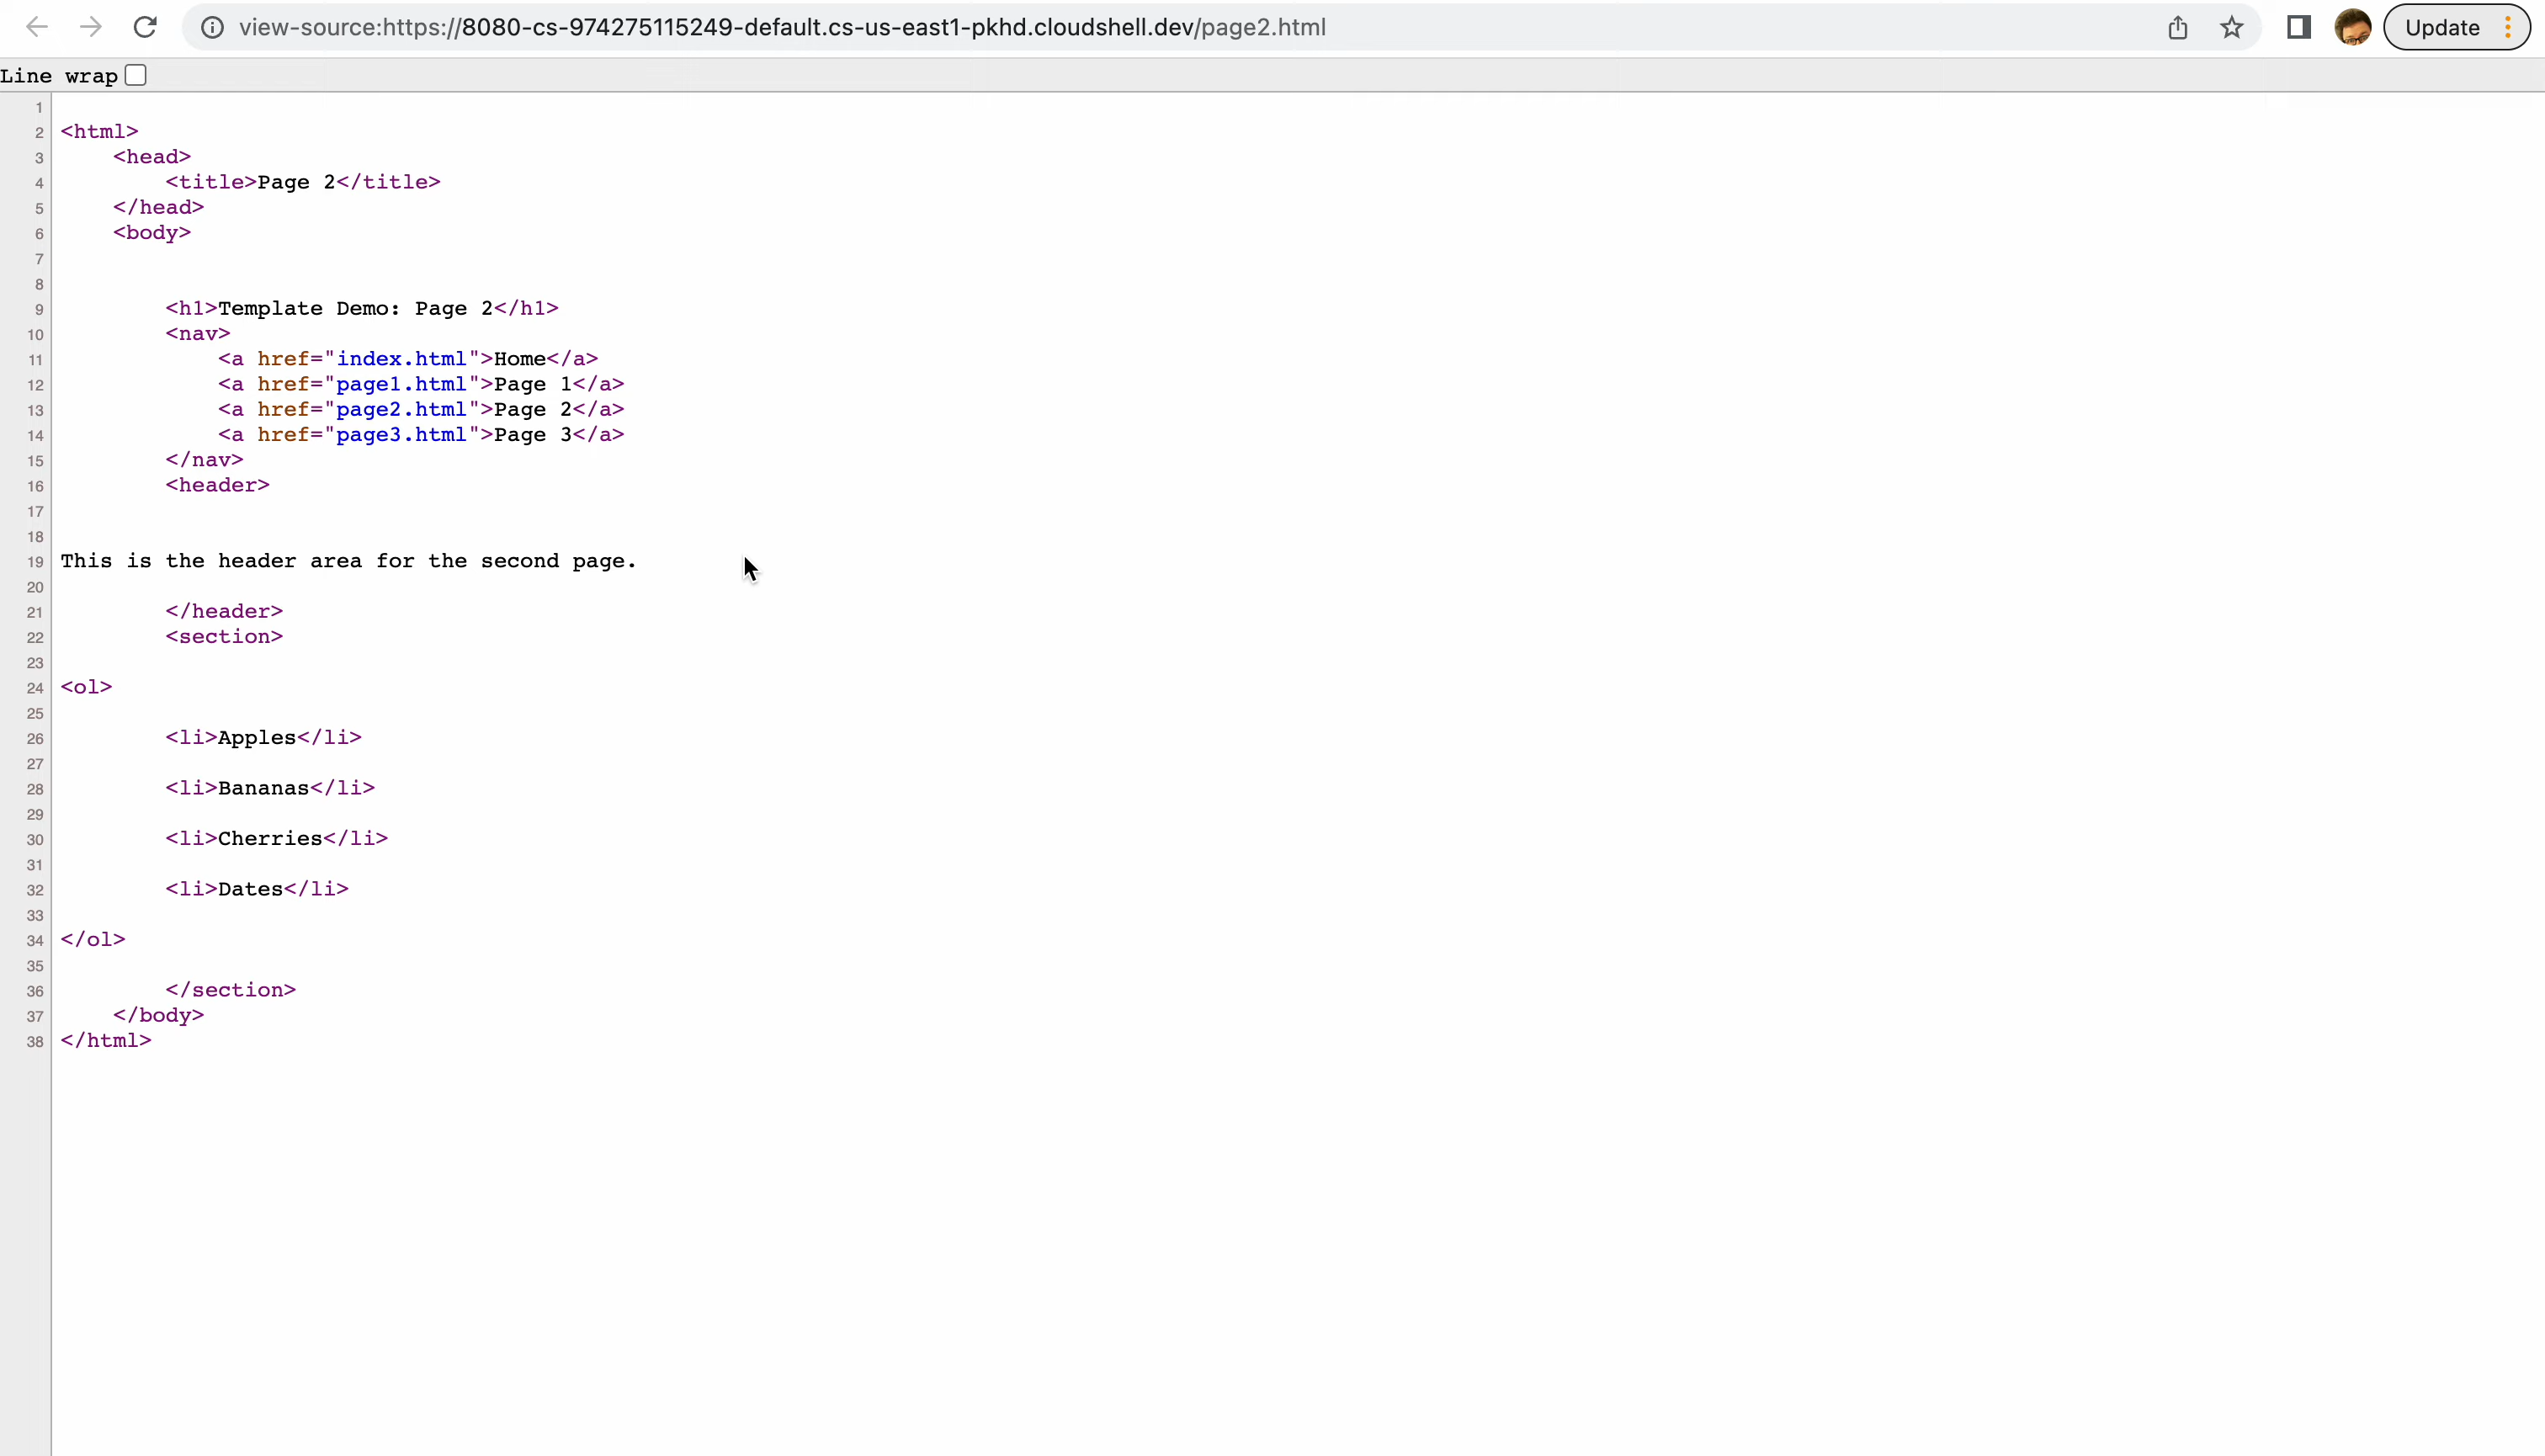 view-source:https://8080-cs-974275115249-default.cs-us-east1-pkhd.cloudshell.dev/page2.html
Update
Line wrap
1
2 <html>
3 <head>
4 <title>Page 2</title>
5 </head>
6 <body>
7
8
9 <h1>Template Demo: Page 2</h1>
10 <nav>
11 <a href="index.html">Home</a>
12 <a href="page1.html">Page 1</a>
13 <a href="page2.html">Page 2</a>
14 <a href="page3.html">Page 3</a>
15 </nav>
16 <header>
17
18
19 This is the header area for the second page.
20
21 </header>
22 <section>
23
24 <ol>
25
26 <li>Apples</li>
27
28 <li>Bananas</li>
29
30 <li>Cherries</li>
31
32 <li>Dates</li>
33
34 </ol>
35
36 </section>
37 </body>
38 </html>